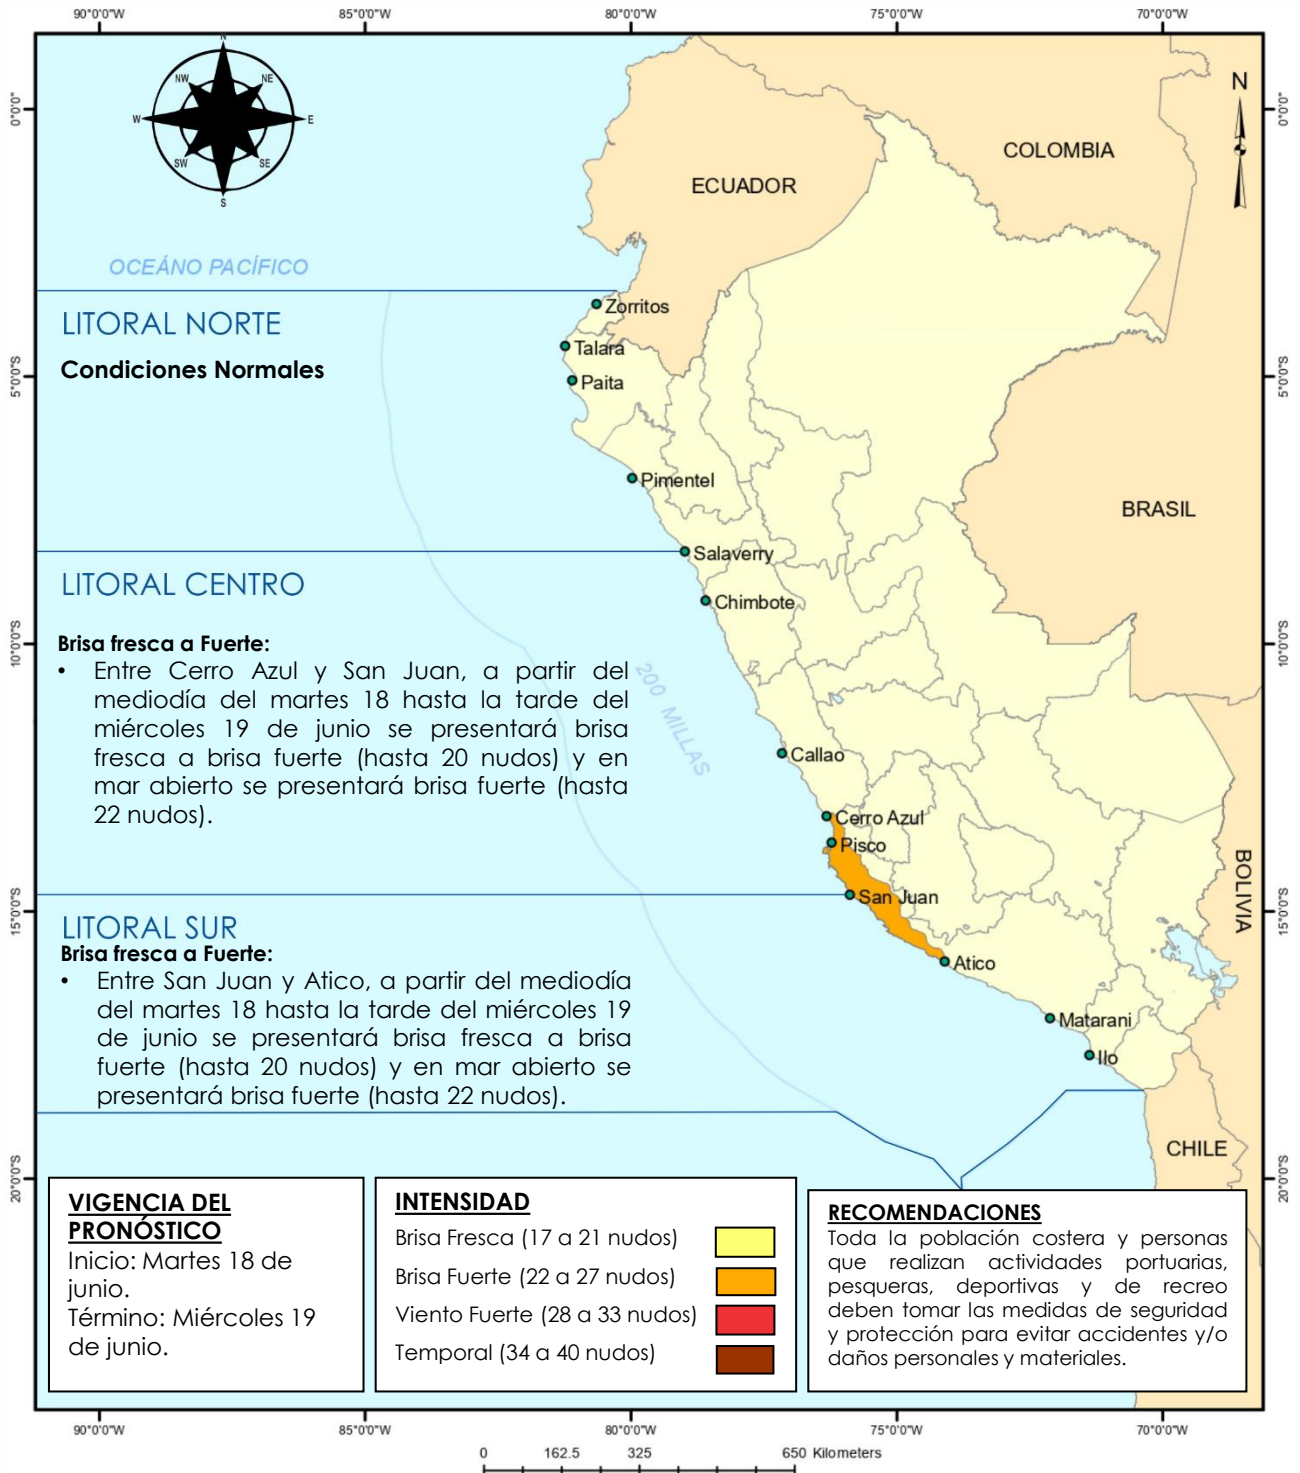 90°0'0"W 85°0'0"W 80°0'0"W 75°0'0"W 70°0'0"W
N
NW NE
W E
SW SE
S
N
0°0'0" 0°0'0"
COLOMBIA
ECUADOR
OCEÁNO PACÍFICO
LITORAL NORTE
Condiciones Normales
Zorritos
Talara
Paita
5°0'0"S 5°0'0"S
Pimentel
BRASIL
Salaverry
LITORAL CENTRO
Chimbote
Brisa fresca a Fuerte:
• Entre Cerro Azul y San Juan, a partir del
mediodía del martes 18 hasta la tarde del
miércoles 19 de junio se presentará brisa
fresca a brisa fuerte (hasta 20 nudos) y en
mar abierto se presentará brisa fuerte (hasta
22 nudos).
10°0'0"S 10°0'0"S
200 MILLAS
Callao
Cerro Azul
Pisco
San Juan
BOLIVIA
15°0'0"S 15°0'0"S
LITORAL SUR
Brisa fresca a Fuerte:
• Entre San Juan y Atico, a partir del mediodía
del martes 18 hasta la tarde del miércoles 19
de junio se presentará brisa fresca a brisa
fuerte (hasta 20 nudos) y en mar abierto se
presentará brisa fuerte (hasta 22 nudos).
Atico
Matarani
Ilo
CHILE
20°0'0"S 20°0'0"S
VIGENCIA DEL
PRONÓSTICO
Inicio: Martes 18 de
junio.
Término: Miércoles 19
de junio.
INTENSIDAD
Brisa Fresca (17 a 21 nudos)
Brisa Fuerte (22 a 27 nudos)
Viento Fuerte (28 a 33 nudos)
Temporal (34 a 40 nudos)
RECOMENDACIONES
Toda la población costera y personas
que realizan actividades portuarias,
pesqueras, deportivas y de recreo
deben tomar las medidas de seguridad
y protección para evitar accidentes y/o
daños personales y materiales.
90°0'0"W 85°0'0"W 80°0'0"W 75°0'0"W 70°0'0"W
0 162.5 325 650 Kilometers